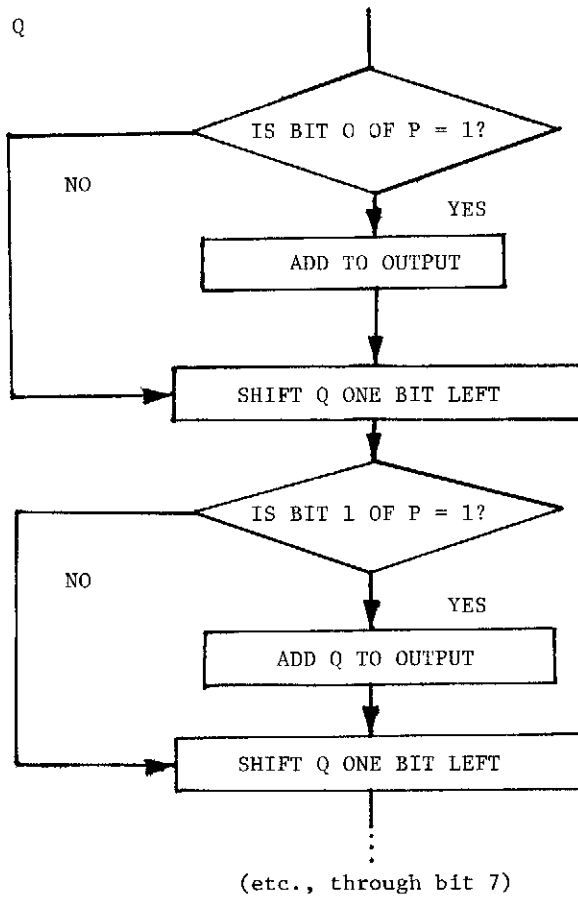 Q
IS BIT 0 OF P = 1?
NO
YES
ADD TO OUTPUT
SHIFT Q ONE BIT LEFT
IS BIT 1 OF P = 1?
NO
YES
ADD Q TO OUTPUT
SHIFT Q ONE BIT LEFT
(etc., through bit 7)